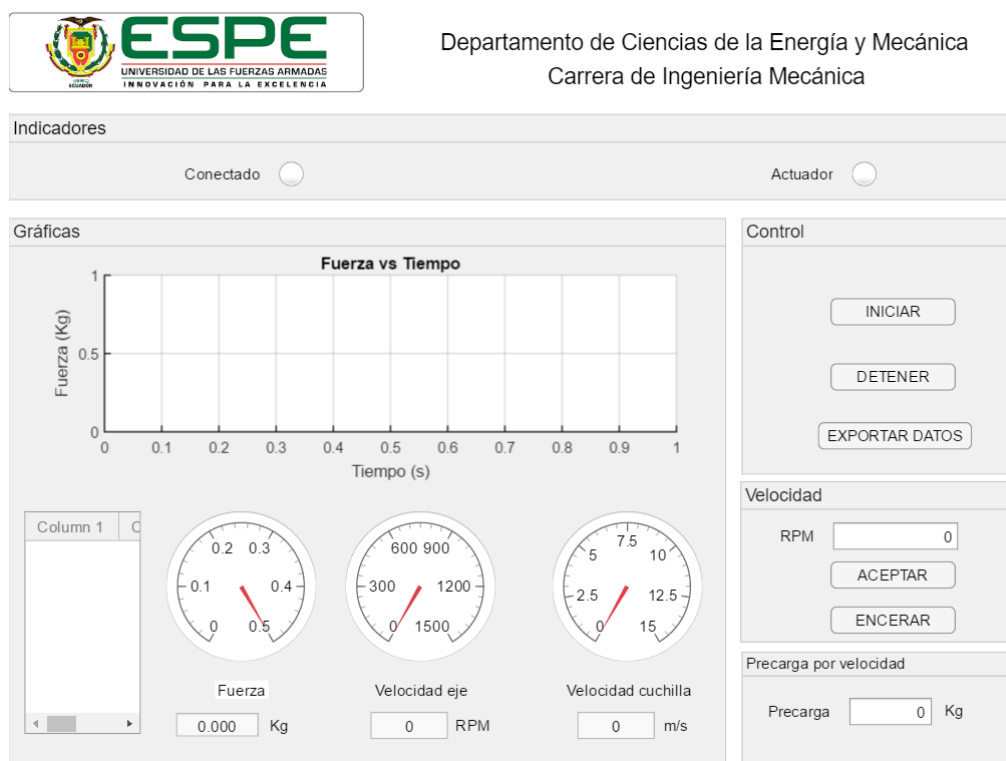 ESPE
UNIVERSIDAD DE LAS FUERZAS ARMADAS
INNOVACIÓN PARA LA EXCELENCIA
ECUADOR
Departamento de Ciencias de la Energía y Mecánica
Carrera de Ingeniería Mecánica
Indicadores
Conectado
Actuador
Gráficas
Fuerza vs Tiempo
1
0.5
0
Fuerza (Kg)
0 0.1 0.2 0.3 0.4 0.5 0.6 0.7 0.8 0.9 1
Tiempo (s)
Column 1 C
0 0.1 0.2 0.3 0.4 0.5
Fuerza
0.000 Kg
0 300 600 900 1200 1500
Velocidad eje
0 RPM
0 2.5 5 7.5 10 12.5 15
Velocidad cuchilla
0 m/s
Control
INICIAR
DETENER
EXPORTAR DATOS
Velocidad
RPM 0
ACEPTAR
ENCERAR
Precarga por velocidad
Precarga 0 Kg